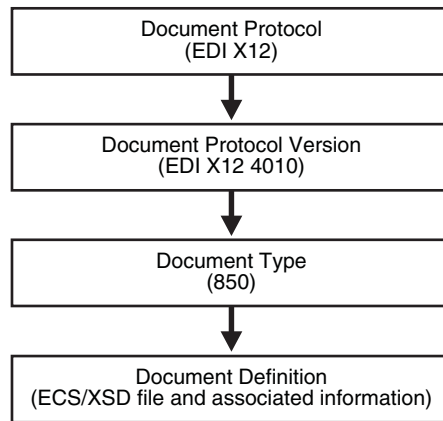 Document Protocol
(EDI X12)
Document Protocol Version
(EDI X12 4010)
Document Type
(850)
Document Definition
(ECS/XSD file and associated information)